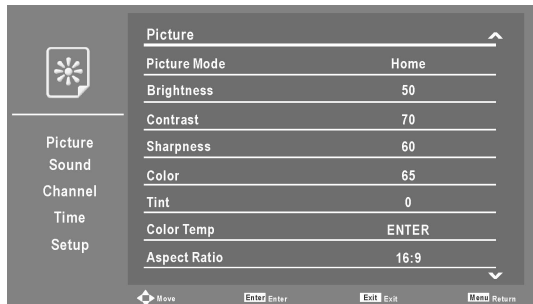 Picture
Sound
Channel
Time
Setup
Picture
Picture Mode Home
Brightness 50
Contrast 70
Sharpness 60
Color 65
Tint 0
Color Temp ENTER
Aspect Ratio 16:9
Move Enter Enter Exit Exit Menu Return